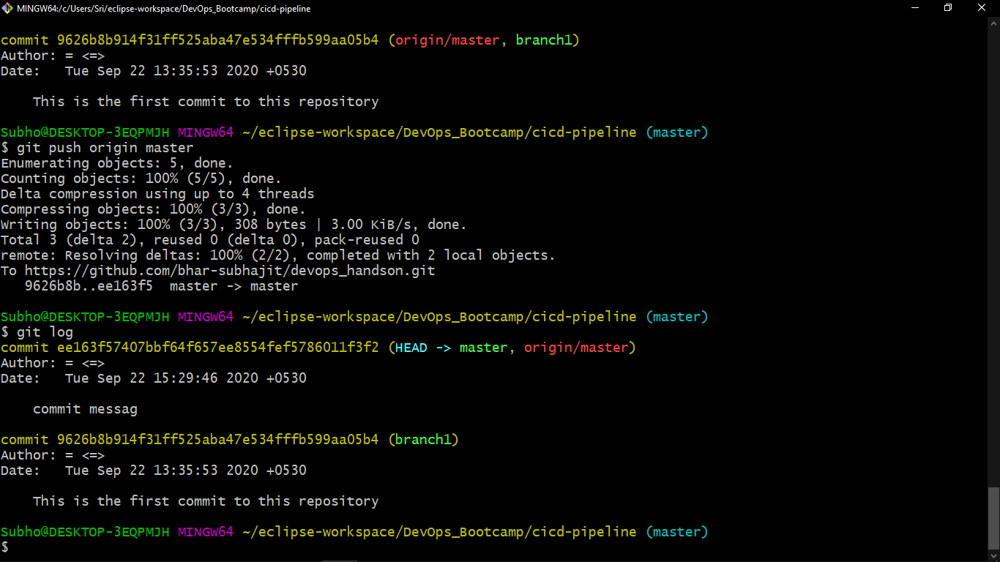 MINGW64:/c/Users/Sri/eclipse-workspace/DevOps_Bootcamp/cicd-pipeline
commit 9626b8b914f31ff525aba47e534fffb599aa05b4 (origin/master, branch1)
Author: = <=>
Date:   Tue Sep 22 13:35:53 2020 +0530
    This is the first commit to this repository
Subho@DESKTOP-3EQPMJH MINGW64 ~/eclipse-workspace/DevOps_Bootcamp/cicd-pipeline (master)
$ git push origin master
Enumerating objects: 5, done.
Counting objects: 100% (5/5), done.
Delta compression using up to 4 threads
Compressing objects: 100% (3/3), done.
Writing objects: 100% (3/3), 308 bytes | 3.00 KiB/s, done.
Total 3 (delta 2), reused 0 (delta 0), pack-reused 0
remote: Resolving deltas: 100% (2/2), completed with 2 local objects.
To https://github.com/bhar-subhajit/devops_handson.git
   9626b8b..ee163f5  master -> master
Subho@DESKTOP-3EQPMJH MINGW64 ~/eclipse-workspace/DevOps_Bootcamp/cicd-pipeline (master)
$ git log
commit ee163f57407bbf64f657ee8554fef5786011f3f2 (HEAD -> master, origin/master)
Author: = <=>
Date:   Tue Sep 22 15:29:46 2020 +0530
    commit messag
commit 9626b8b914f31ff525aba47e534fffb599aa05b4 (branch1)
Author: = <=>
Date:   Tue Sep 22 13:35:53 2020 +0530
    This is the first commit to this repository
Subho@DESKTOP-3EQPMJH MINGW64 ~/eclipse-workspace/DevOps_Bootcamp/cicd-pipeline (master)
$